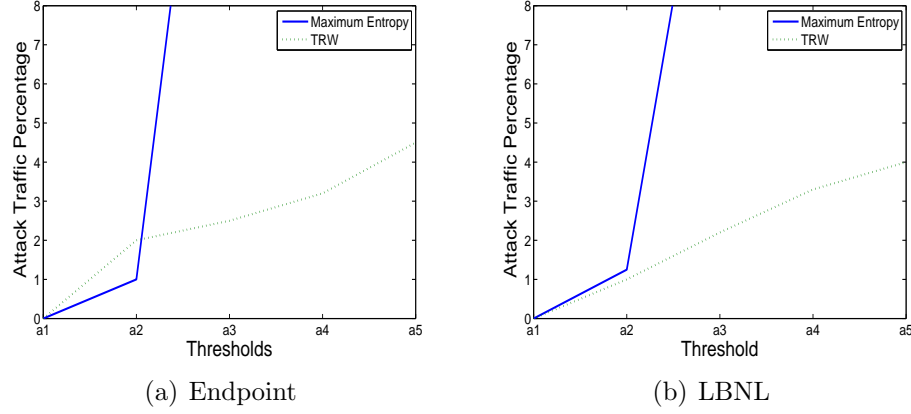 Attack Traffic Percentage
8
7
6
5
4
3
2
1
0
Maximum Entropy
TRW
a1 a2 a3 a4 a5
Thresholds
(a) Endpoint
Attack Traffic Percentage
8
7
6
5
4
3
2
1
0
Maximum Entropy
TRW
a1 a2 a3 a4 a5
Threshold
(b) LBNL